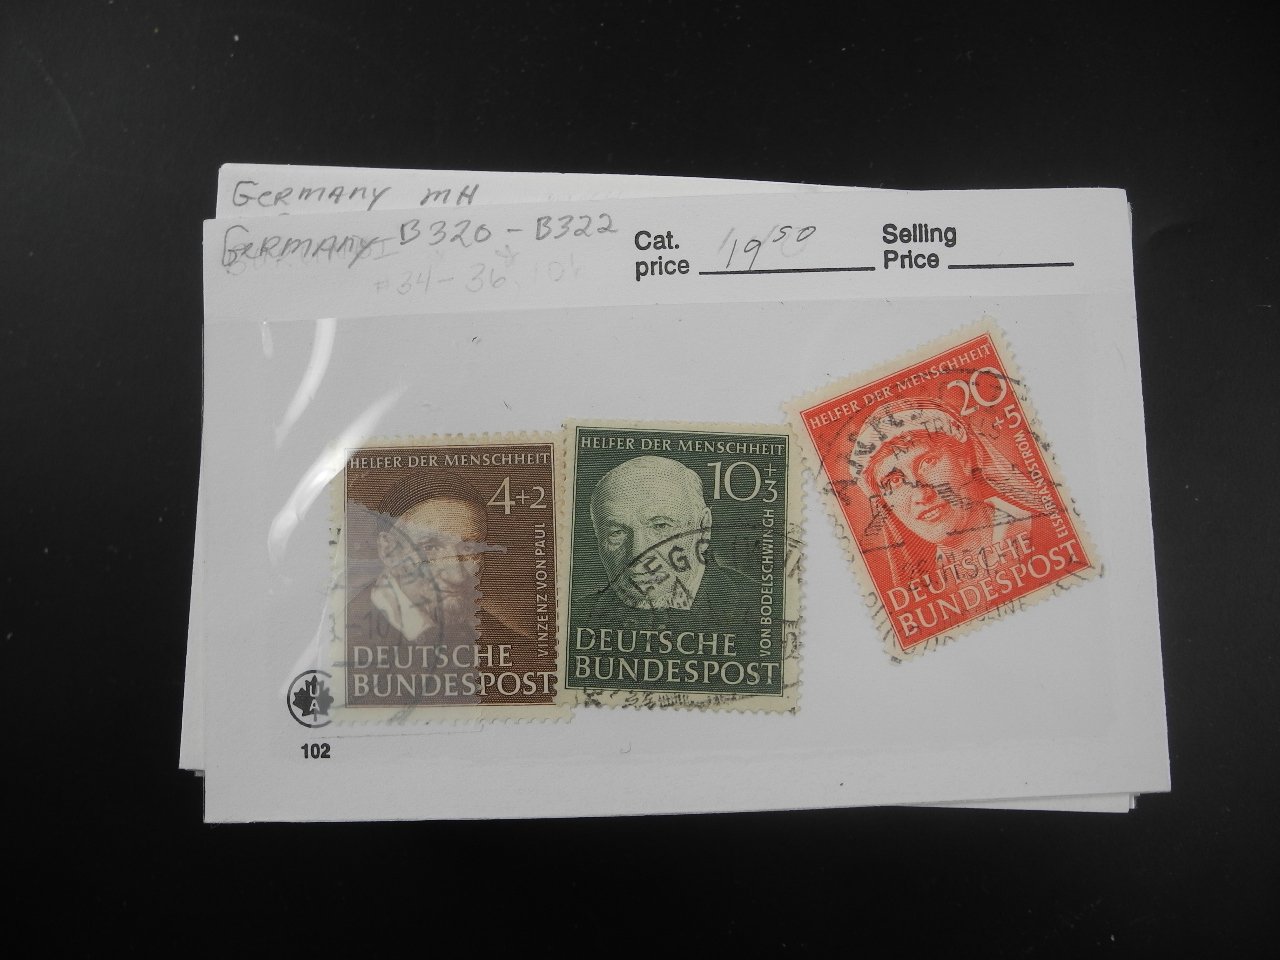 Germany MH
Germany B320 - B322
#34-36
Cat.
price 19 50
Selling
Price
HELFER DER MENSCHHEIT
4+2
VINZENZ VON PAUL
DEUTSCHE
BUNDESPOST
HELFER DER MENSCHHEIT
10+3
VON BODELSCHWINGH
DEUTSCHE
BUNDESPOST
HELFER DER MENSCHHEIT
20
+5
ELSA BRANDSTRÖM
DEUTSCHE
BUNDESPOST
UA
102